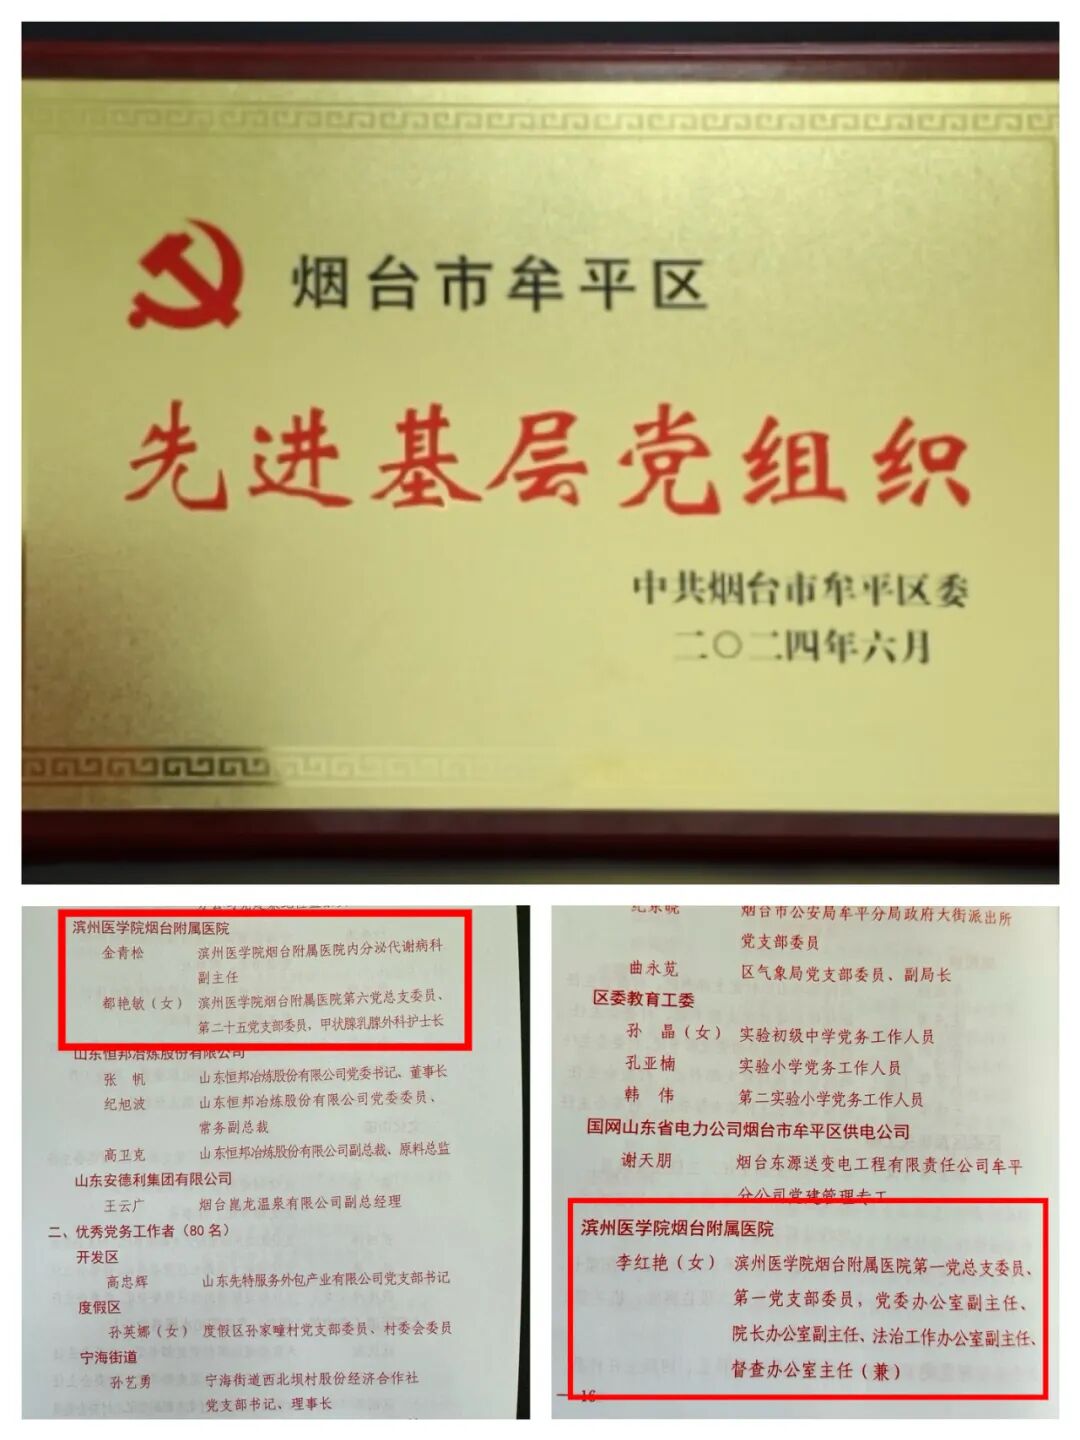 烟台市牟平区
先进基层党组织
中共烟台市牟平区委
二〇二四年六月
滨州医学院烟台附属医院
金青松 滨州医学院烟台附属医院内分泌代谢病科
副主任
都艳敏（女） 滨州医学院烟台附属医院第六党总支委员、
第二十五党支部委员，甲状腺乳腺外科护士长
山东恒邦冶炼股份有限公司
张 帆 山东恒邦冶炼股份有限公司党委书记、董事长
纪旭波 山东恒邦冶炼股份有限公司党委委员、
常务副总裁
高卫克 山东恒邦冶炼股份有限公司副总裁、原料总监
山东安德利集团有限公司
王云广 烟台崑龙温泉有限公司副总经理
二、优秀党务工作者（80名）
开发区
高忠辉 山东先特服务外包产业有限公司党支部书记
度假区
孙英娜（女） 度假区孙家疃村党支部委员、村委会委员
宁海街道
孙艺勇 宁海街道西北坝村股份经济合作社
党支部书记、理事长
纪东晓 烟台市公安局牟平分局政府大街派出所
党支部委员
曲永苋 区气象局党支部委员、副局长
区委教育工委
孙 晶（女） 实验初级中学党务工作人员
孔亚楠 实验小学党务工作人员
韩 伟 第二实验小学党务工作人员
国网山东省电力公司烟台市牟平区供电公司
谢天朋 烟台东源送变电工程有限责任公司牟平
分公司党建管理专工
滨州医学院烟台附属医院
李红艳（女） 滨州医学院烟台附属医院第一党总支委员、
第一党支部委员，党委办公室副主任、
院长办公室副主任、法治工作办公室副主任、
督查办公室主任（兼）
— 16